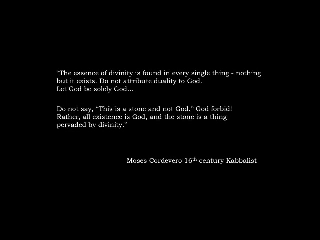 "The essence of divinity is found in every single thing - nothing
but it exists. Do not attribute duality to God.
Let God be solely God...
Do not say, "This is a stone and not God." God forbid!
Rather, all existence is God, and the stone is a thing
pervaded by divinity."
Moses Cordevero 16th century Kabbalist